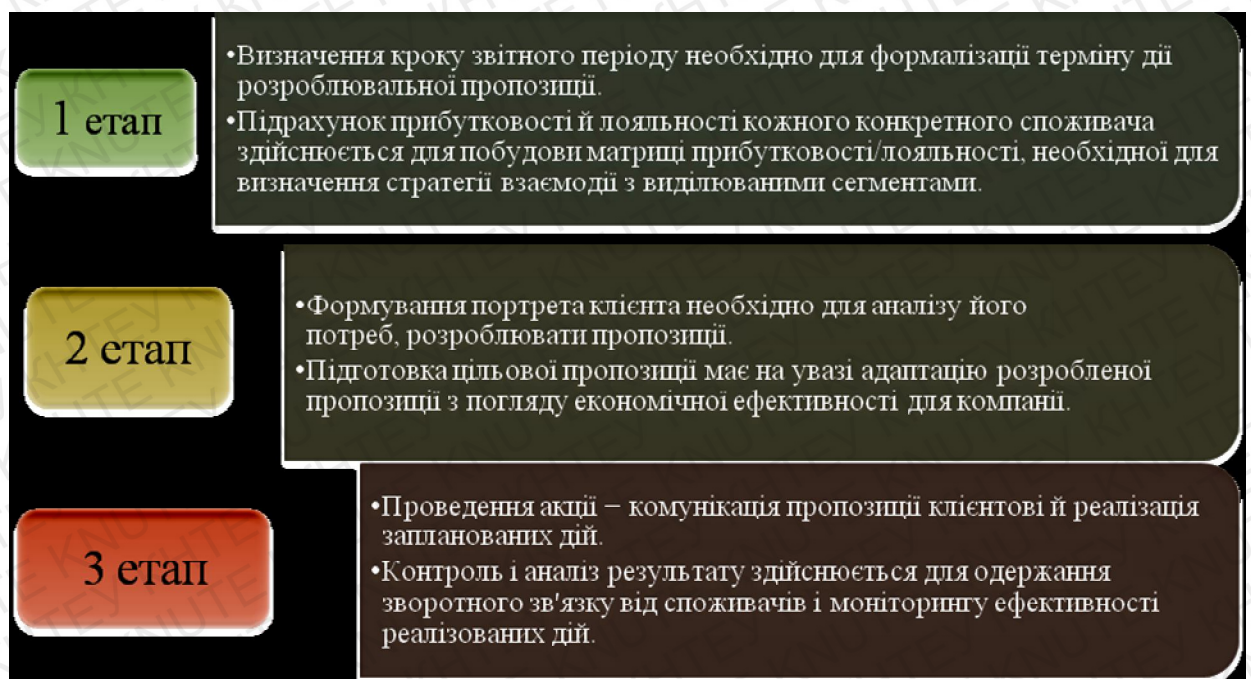 1 етап
•Визначення кроку звітного періоду необхідно для формалізації терміну дії
розроблювальної пропозиції.
•Підрахунок прибутковості й лояльності кожного конкретного споживача
здійснюється для побудови матриці прибутковості/лояльності, необхідної для
визначення стратегії взаємодії з виділюваними сегментами.
2 етап
•Формування портрета клієнта необхідно для аналізу його
потреб, розроблювати пропозиції.
•Підготовка цільової пропозиції має на увазі адаптацію розробленої
пропозиції з погляду економічної ефективності для компанії.
3 етап
•Проведення акції – комунікація пропозиції клієнтові й реалізація
запланованих дій.
•Контроль і аналіз результату здійснюється для одержання
зворотного зв'язку від споживачів і моніторингу ефективності
реалізованих дій.